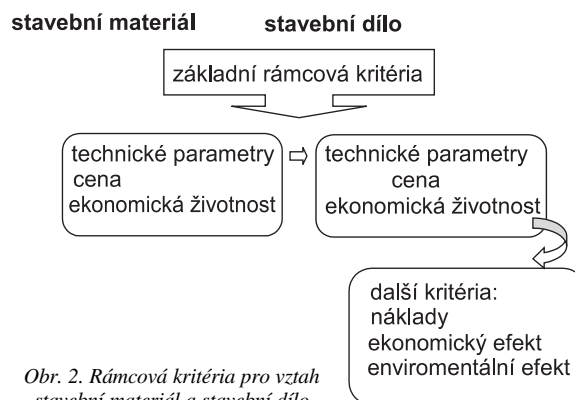 stavební materiál stavební dílo
základní rámcová kritéria
technické parametry
cena
ekonomická životnost
technické parametry
cena
ekonomická životnost
další kritéria:
náklady
ekonomický efekt
enviromentální efekt
Obr. 2. Rámcová kritéria pro vztah
stavební materiál a stavební dílo